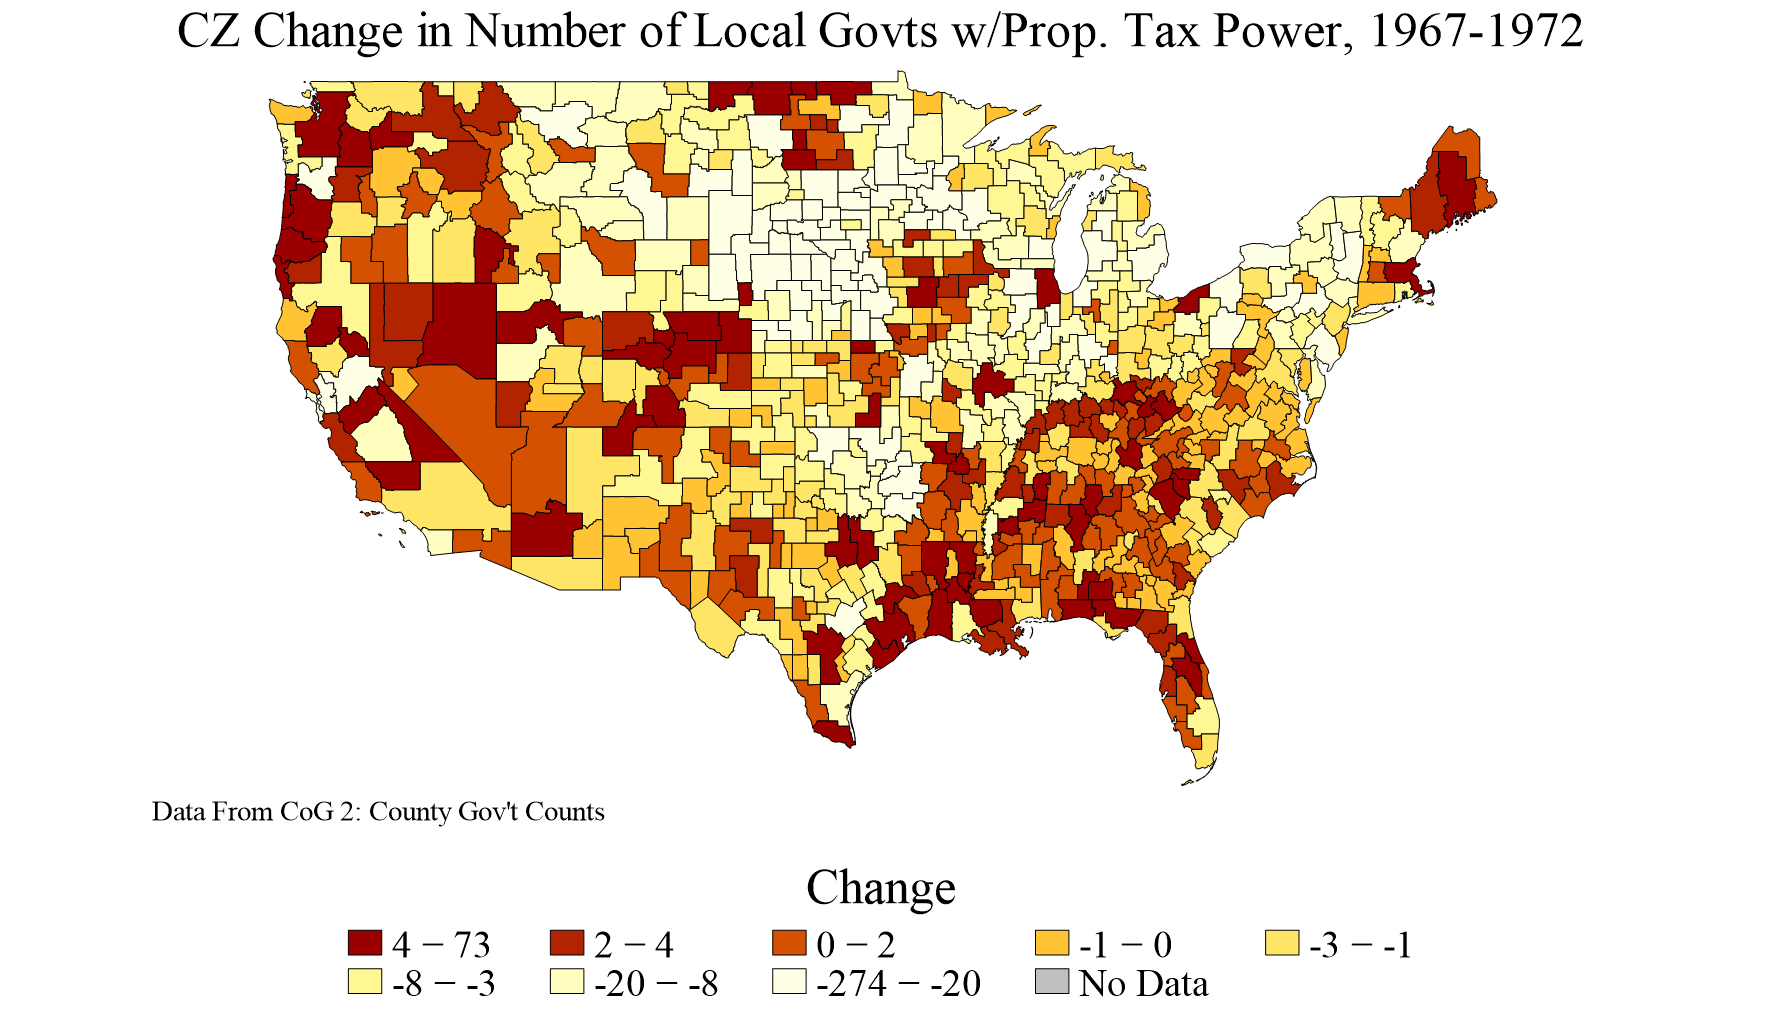 CZ Change in Number of Local Govts w/Prop. Tax Power, 1967-1972
Data From CoG 2: County Gov't Counts
Change
4 − 73 2 − 4 0 − 2 -1 − 0 -3 − -1
-8 − -3 -20 − -8 -274 − -20 No Data